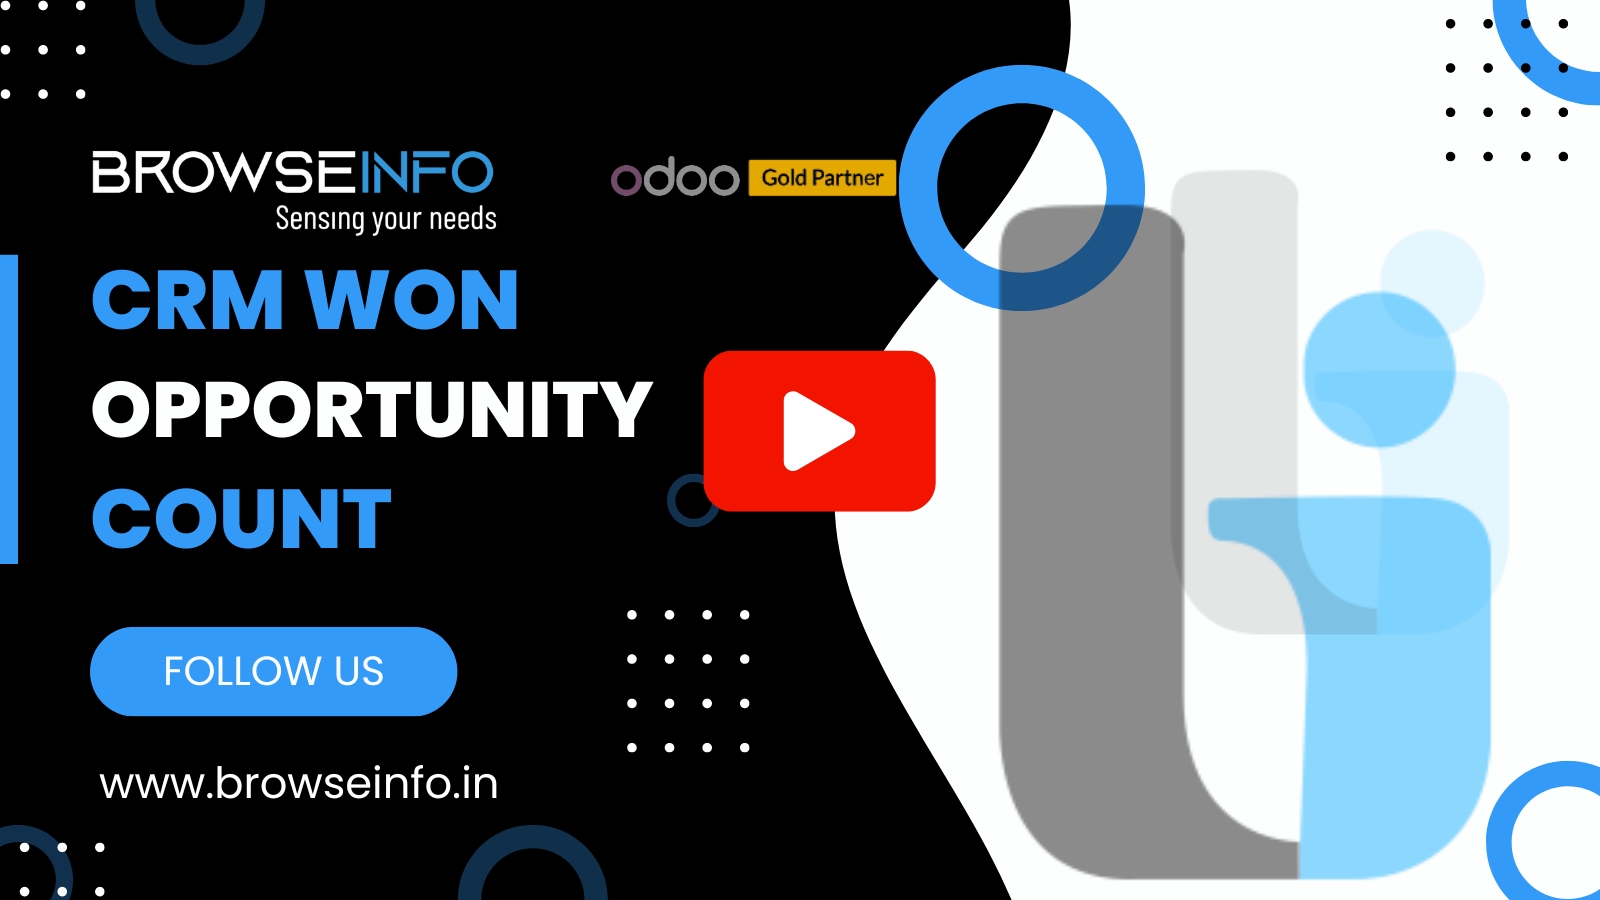 BROWSEINFO
Sensing your needs
odoo Gold Partner
CRM WON
OPPORTUNITY
COUNT
FOLLOW US
www.browseinfo.in